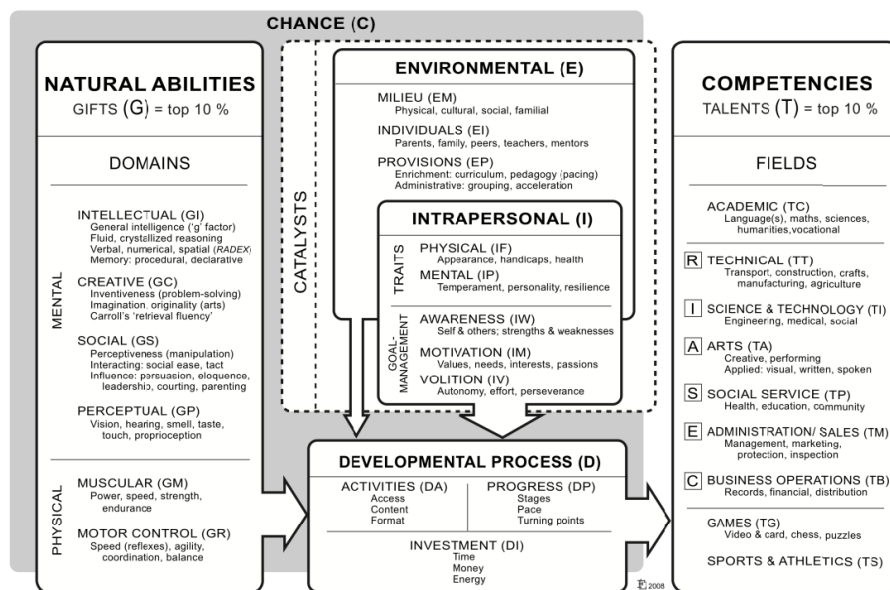 CHANCE (C)
NATURAL ABILITIES
GIFTS (G) = top 10 %
DOMAINS
MENTAL
INTELLECTUAL (GI)
General intelligence ('g' factor)
Fluid, crystallized reasoning
Verbal, numerical, spatial (RADEX)
Memory: procedural, declarative
CREATIVE (GC)
Inventiveness (problem-solving)
Imagination, originality (arts)
Carroll's 'retrieval fluency'
SOCIAL (GS)
Perceptiveness (manipulation)
Interacting: social ease, tact
Influence: persuasion, eloquence,
leadership, courting, parenting
PERCEPTUAL (GP)
Vision, hearing, smell, taste,
touch, proprioception
PHYSICAL
MUSCULAR (GM)
Power, speed, strength,
endurance
MOTOR CONTROL (GR)
Speed (reflexes), agility,
coordination, balance
CATALYSTS
ENVIRONMENTAL (E)
MILIEU (EM)
Physical, cultural, social, familial
INDIVIDUALS (EI)
Parents, family, peers, teachers, mentors
PROVISIONS (EP)
Enrichment: curriculum, pedagogy (pacing)
Administrative: grouping, acceleration
INTRAPERSONAL (I)
TRAITS
PHYSICAL (IF)
Appearance, handicaps, health
MENTAL (IP)
Temperament, personality, resilience
GOAL-
MANAGEMENT
AWARENESS (IW)
Self & others; strengths & weaknesses
MOTIVATION (IM)
Values, needs, interests, passions
VOLITION (IV)
Autonomy, effort, perseverance
DEVELOPMENTAL PROCESS (D)
ACTIVITIES (DA)
Access
Content
Format
PROGRESS (DP)
Stages
Pace
Turning points
INVESTMENT (DI)
Time
Money
Energy
2008
COMPETENCIES
TALENTS (T) = top 10 %
FIELDS
ACADEMIC (TC)
Language(s), maths, sciences,
humanities,vocational
R TECHNICAL (TT)
Transport, construction, crafts,
manufacturing, agriculture
I SCIENCE & TECHNOLOGY (TI)
Engineering, medical, social
A ARTS (TA)
Creative, performing
Applied: visual, written, spoken
S SOCIAL SERVICE (TP)
Health, education, community
E ADMINISTRATION/ SALES (TM)
Management, marketing,
protection, inspection
C BUSINESS OPERATIONS (TB)
Records, financial, distribution
GAMES (TG)
Video & card, chess, puzzles
SPORTS & ATHLETICS (TS)